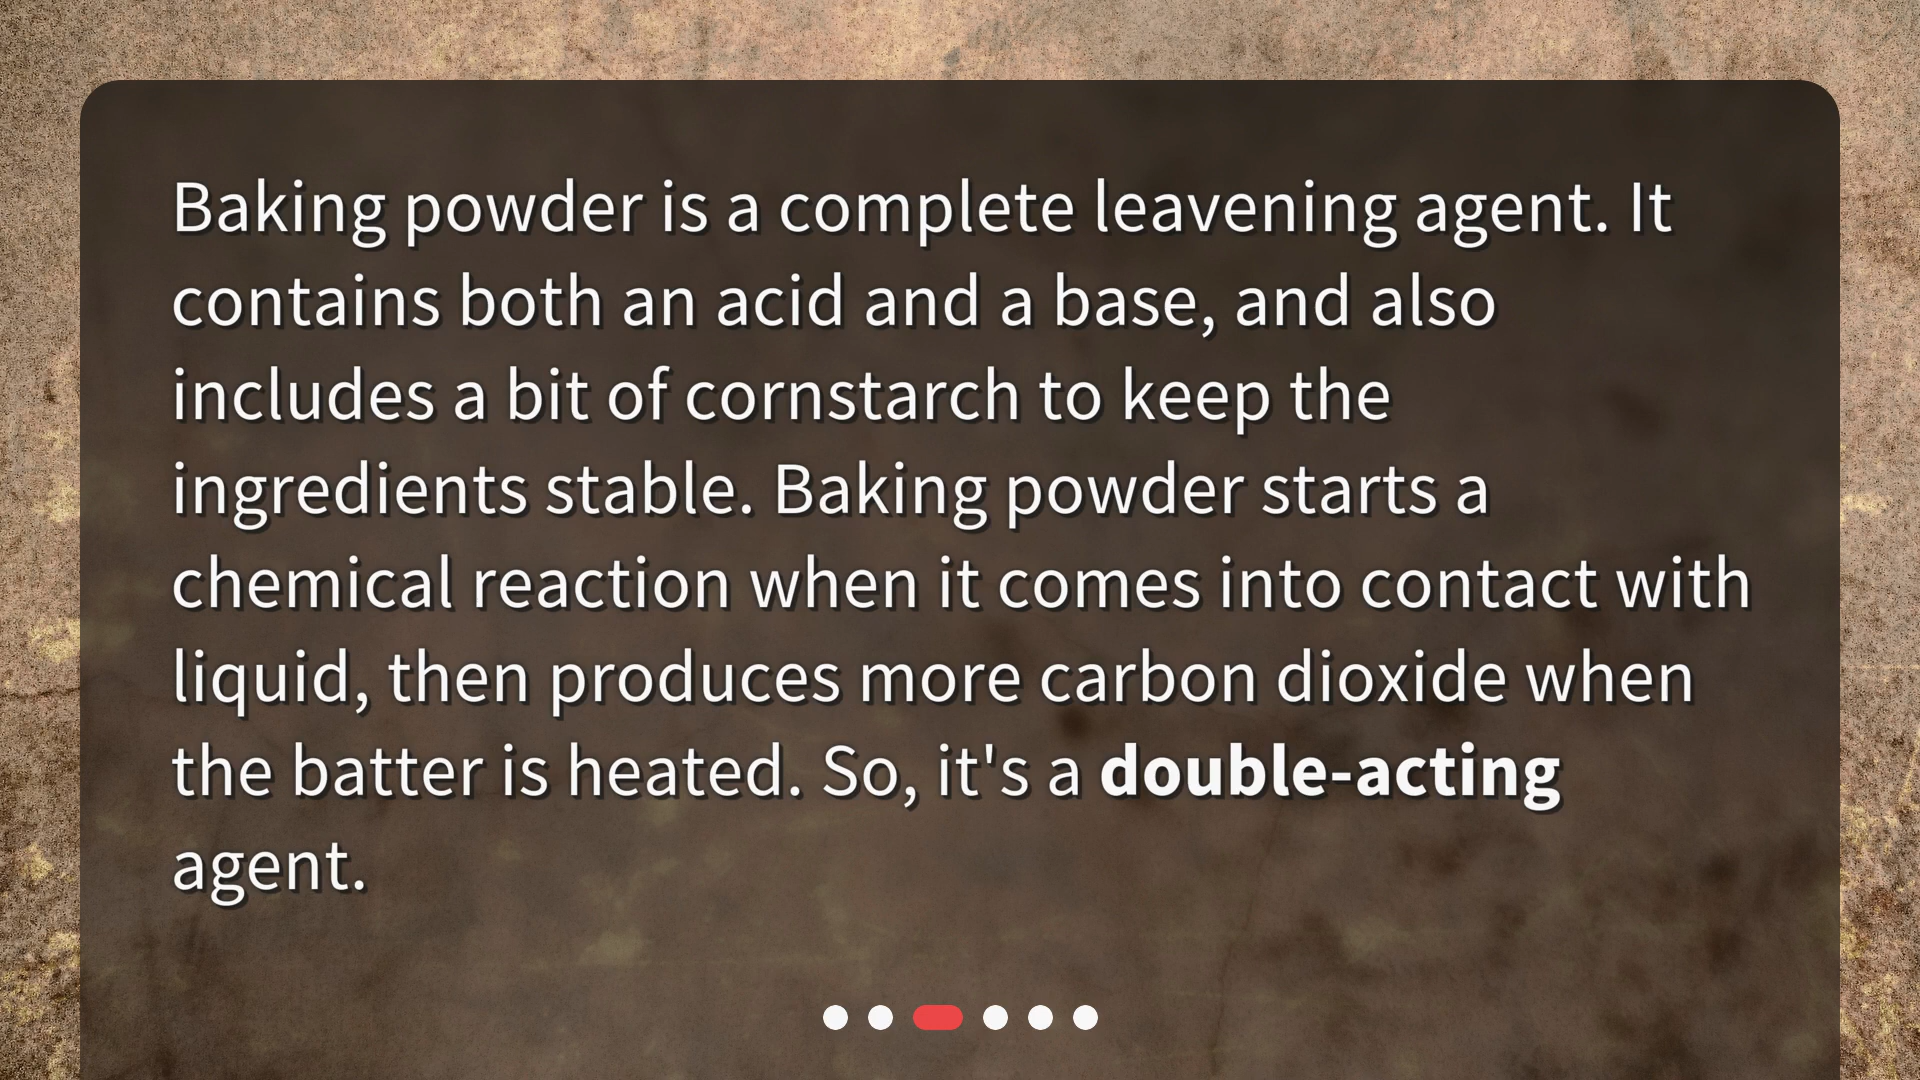 Baking powder is a complete leavening agent. It
contains both an acid and a base, and also
includes a bit of cornstarch to keep the
ingredients stable. Baking powder starts a
chemical reaction when it comes into contact with
liquid, then produces more carbon dioxide when
the batter is heated. So, it's a double-acting
agent.